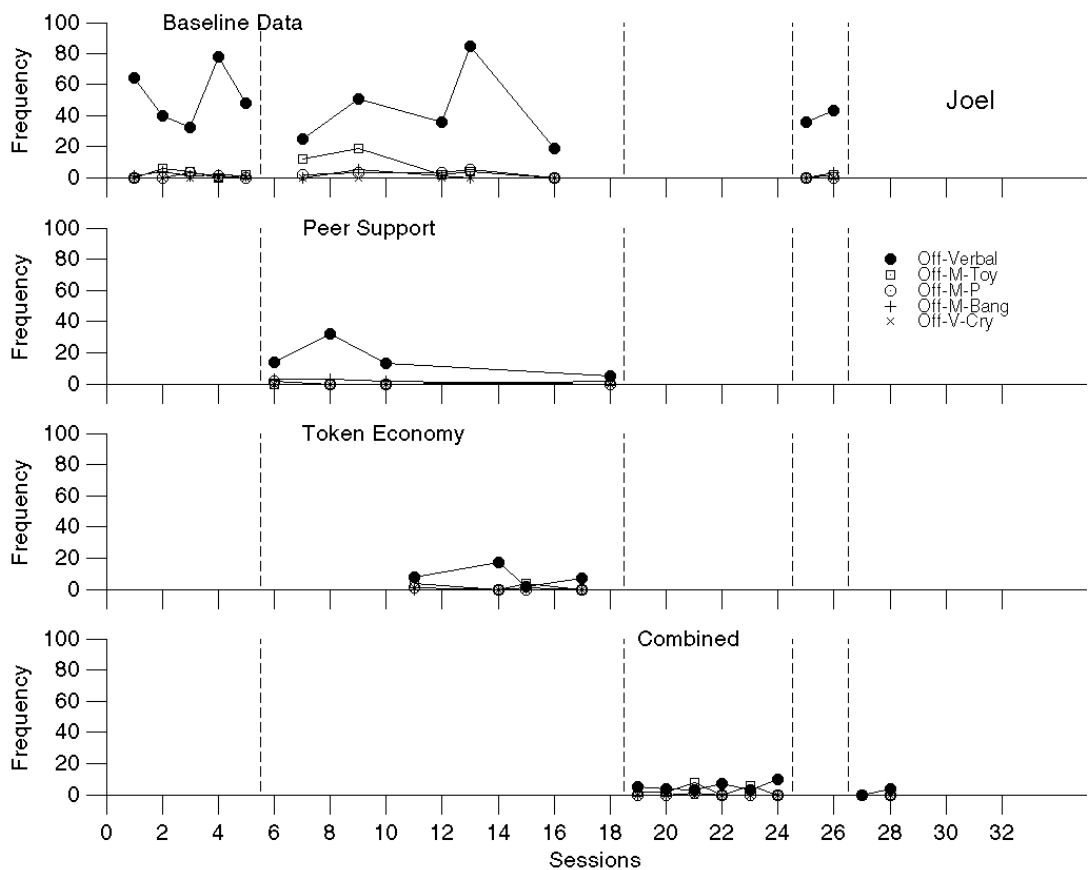 Baseline Data
100
80
60
40
20
0
Frequency
Joel
Peer Support
100
80
60
40
20
0
Frequency
Off-Verbal
Off-M-Toy
Off-M-P
Off-M-Bang
Off-V-Cry
Token Economy
100
80
60
40
20
0
Frequency
Combined
100
80
60
40
20
0
Frequency
0 2 4 6 8 10 12 14 16 18 20 22 24 26 28 30 32
Sessions